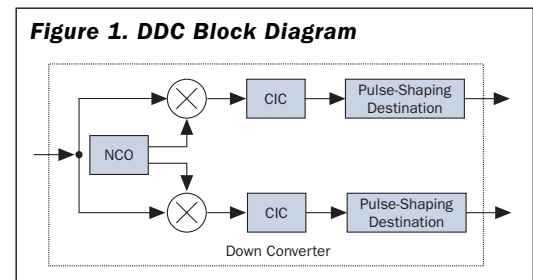 Figure 1. DDC Block Diagram
CIC
Pulse-Shaping
Destination
NCO
CIC
Pulse-Shaping
Destination
Down Converter